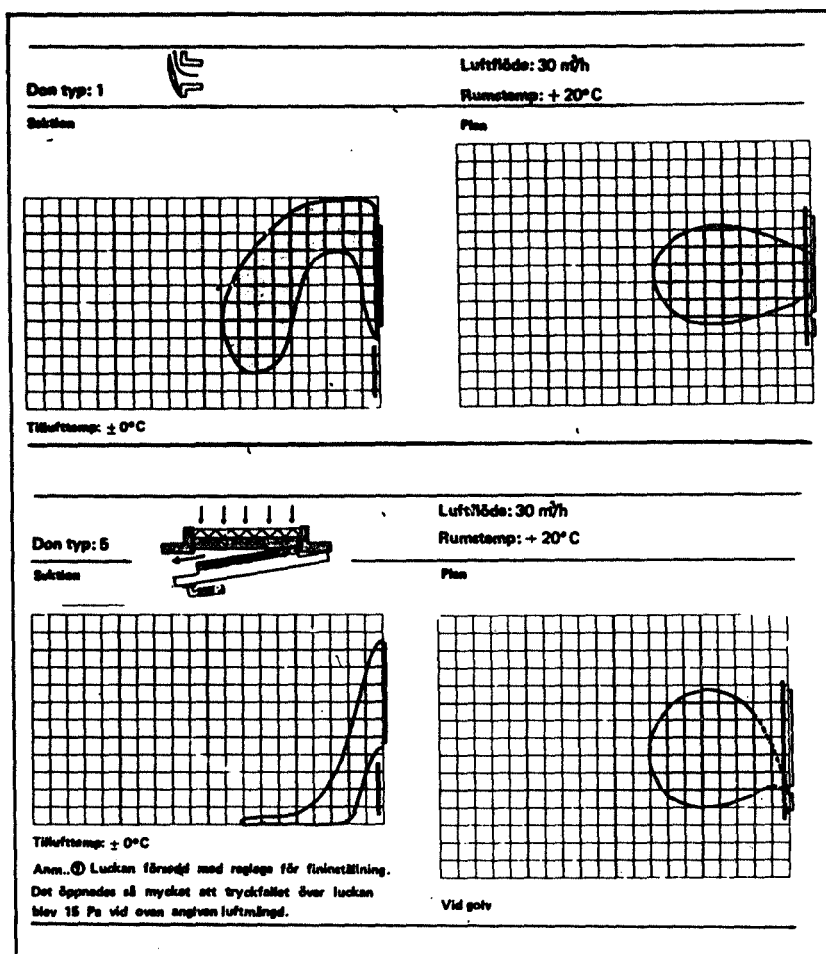 Luftflöde: 30 m³/h
Don typ: 1
Rumstemp: + 20°C
Sektion
Plan
Tilllufttemp: ± 0°C
Luftflöde: 30 m³/h
Don typ: 5
Rumstemp: + 20°C
Sektion
Plan
Tilllufttemp: ± 0°C
Anm.. ① Luckan försedd med reglage för fininställning.
Det öppnades så mycket att tryckfallet över luckan
blev 15 Pa vid ovan angiven luftmängd.
Vid golv